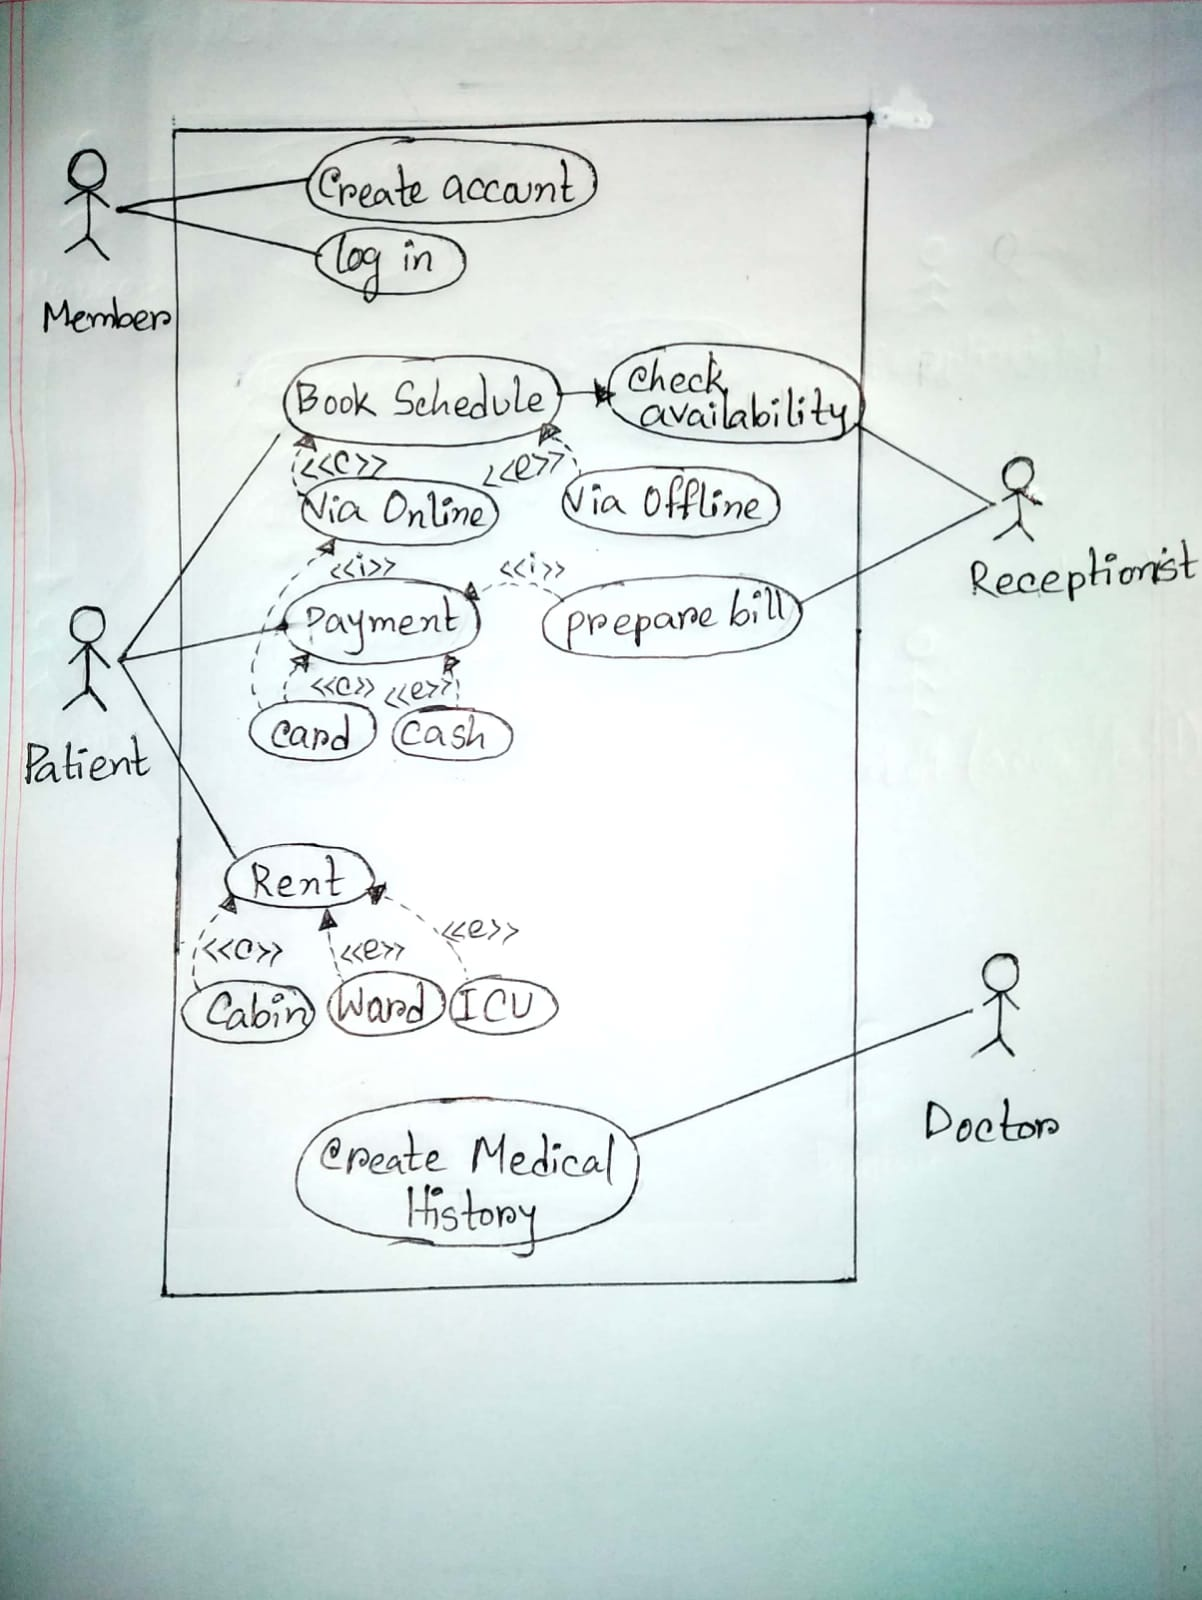 Create account
log in
Member
Book Schedule
Check
availability
<<e>>
<<e>>
Via Online
Via Offline
<<i>>
<<i>>
Receptionist
Payment
prepare bill
<<e>>
<<e>>
Card
Cash
Patient
Rent
<<e>>
<<e>>
<<e>>
Cabin
Ward
ICU
Doctor
Create Medical
History